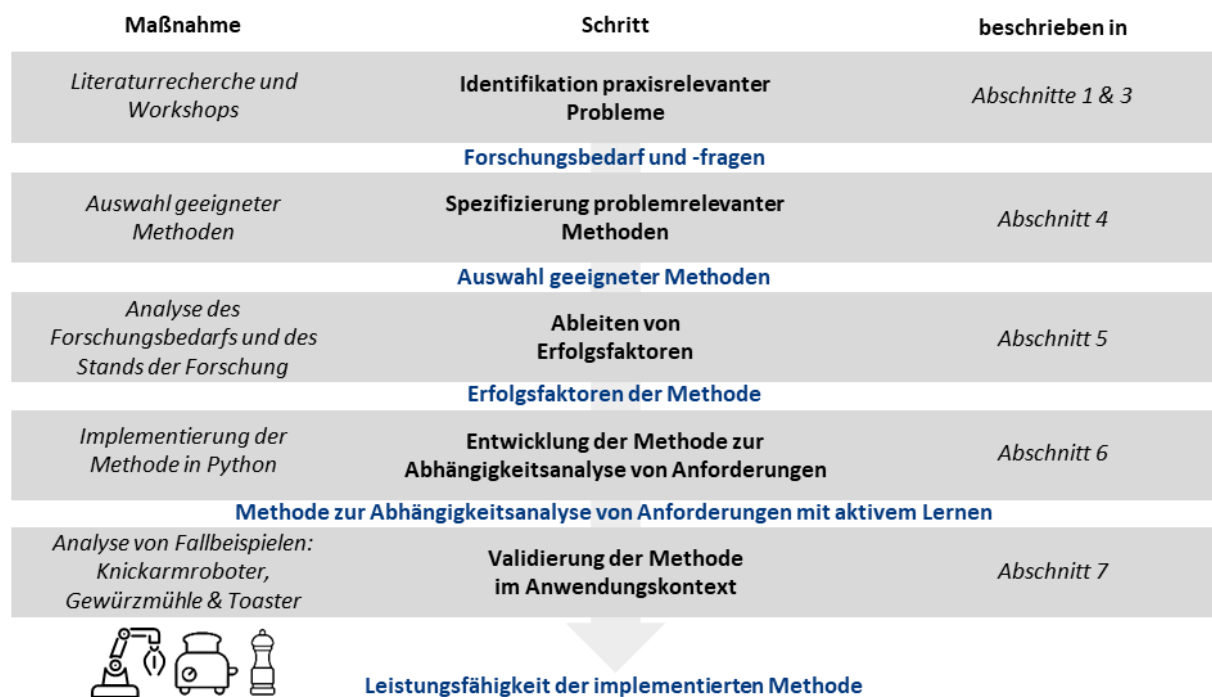 Maßnahme
Schritt
beschrieben in
Literaturrecherche und
Workshops
Identifikation praxisrelevanter
Probleme
Abschnitte 1 & 3
Forschungsbedarf und -fragen
Auswahl geeigneter
Methoden
Spezifizierung problemrelevanter
Methoden
Abschnitt 4
Auswahl geeigneter Methoden
Analyse des
Forschungsbedarfs und des
Stands der Forschung
Ableiten von
Erfolgsfaktoren
Abschnitt 5
Erfolgsfaktoren der Methode
Implementierung der
Methode in Python
Entwicklung der Methode zur
Abhängigkeitsanalyse von Anforderungen
Abschnitt 6
Methode zur Abhängigkeitsanalyse von Anforderungen mit aktivem Lernen
Analyse von Fallbeispielen:
Knickarmroboter,
Gewürzmühle & Toaster
Validierung der Methode
im Anwendungskontext
Abschnitt 7
Leistungsfähigkeit der implementierten Methode